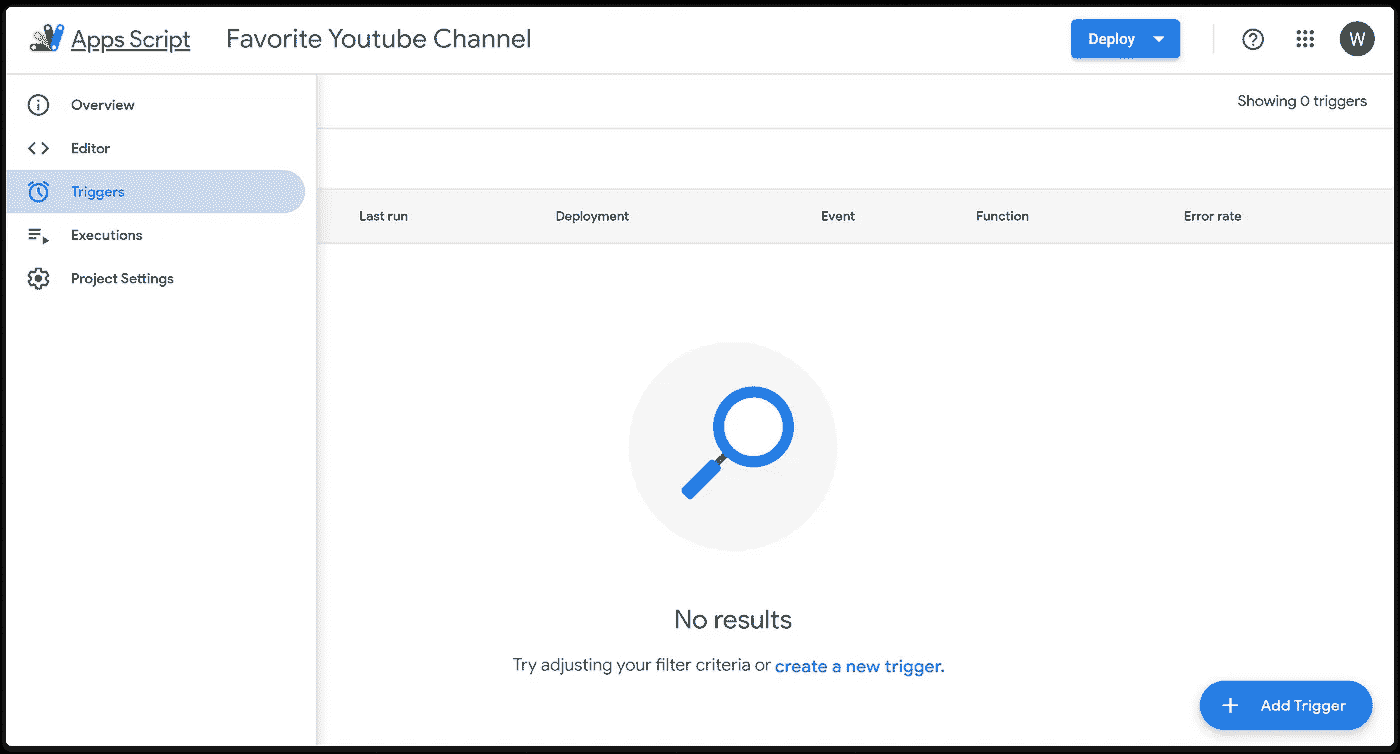 Apps Script
Favorite Youtube Channel
Deploy
W
Overview
Editor
Triggers
Executions
Project Settings
Showing 0 triggers
Last run Deployment Event Function Error rate
No results
Try adjusting your filter criteria or create a new trigger.
+ Add Trigger